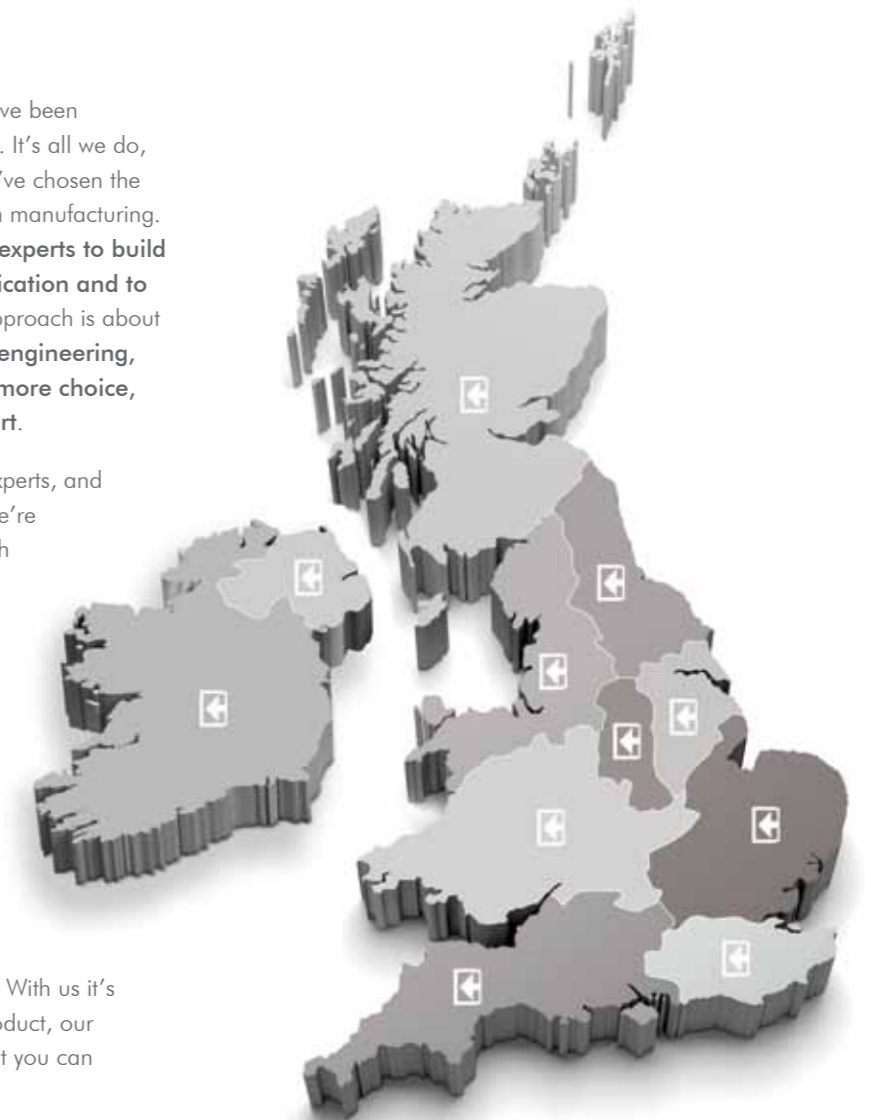 ve been
. It's all we do,
've chosen the
n manufacturing.
experts to build
ication and to
pproach is about
engineering,
more choice,
rt.
xperts, and
e're
h
With us it's
oduct, our
t you can